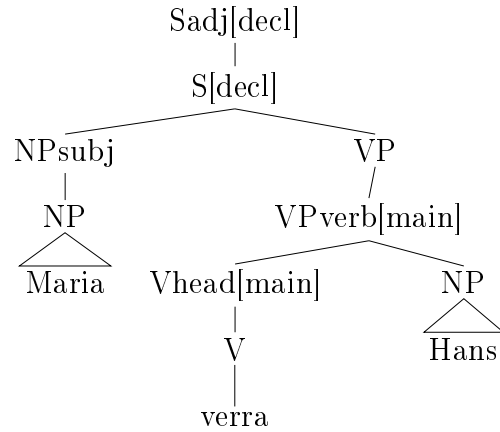 Sadj[decl]
S[decl]
NPsubj VP
NP VPverb[main]
Maria Vhead[main] NP
V Hans
verra